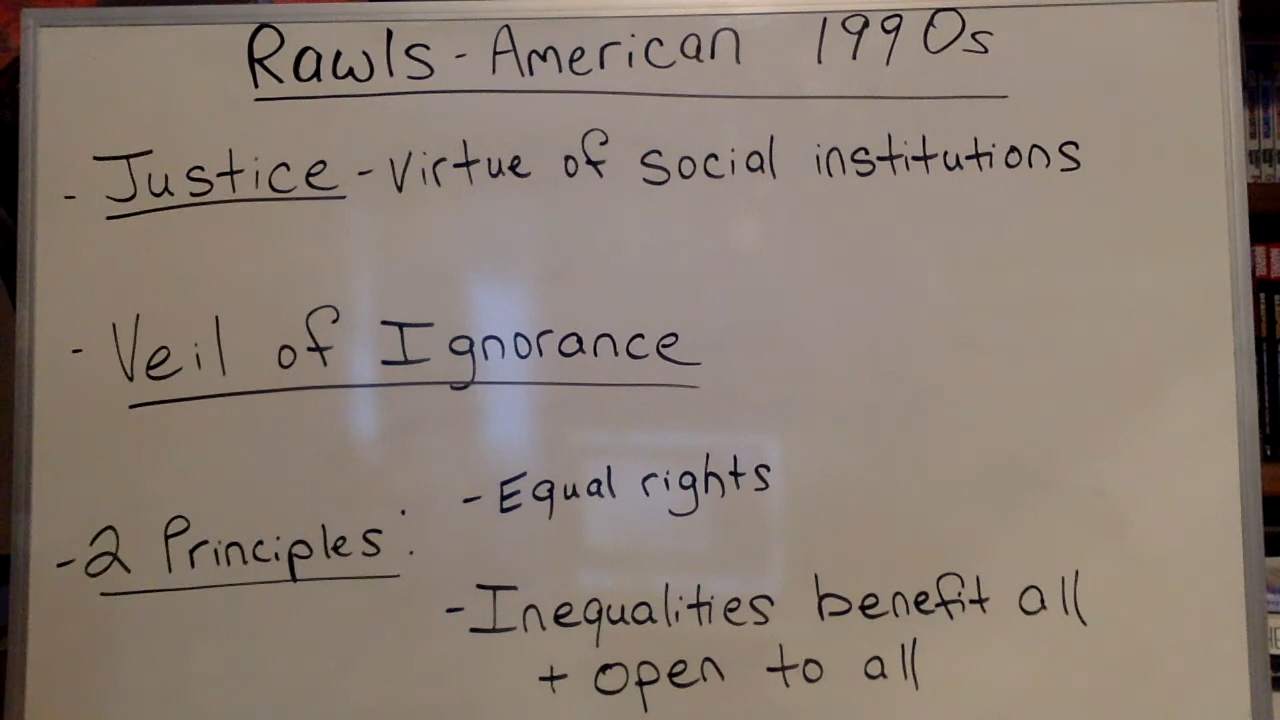 Rawls - American 1990s
- Justice - Virtue of social institutions
- Veil of Ignorance
- Equal rights
- 2 Principles:
- Inequalities benefit all
+ open to all